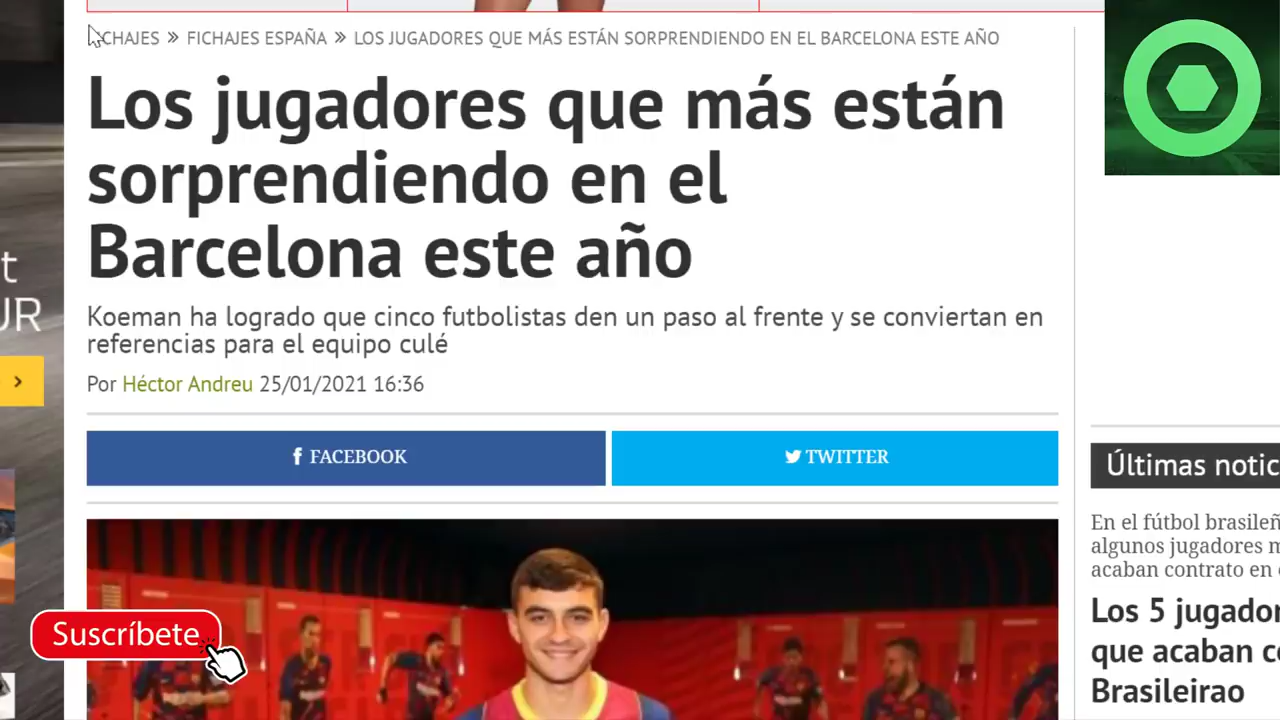 CHAJES » FICHAJES ESPAÑA » LOS JUGADORES QUE MÁS ESTÁN SORPRENDIENDO EN EL BARCELONA ESTE AÑO
Los jugadores que más están
sorprendiendo en el
Barcelona este año
Koeman ha logrado que cinco futbolistas den un paso al frente y se conviertan en
referencias para el equipo culé
Por Héctor Andreu 25/01/2021 16:36
FACEBOOK
TWITTER
t
UR
Suscríbete
Últimas notic
En el fútbol brasileñ
algunos jugadores m
acaban contrato en
Los 5 jugador
que acaban c
Brasileirao